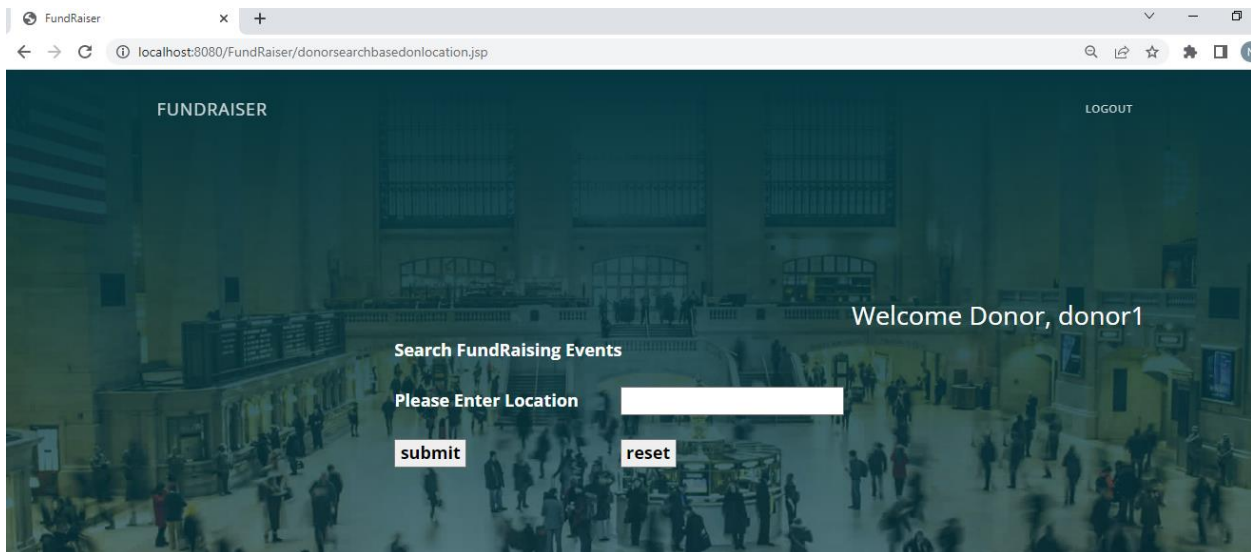 FundRaiser
localhost:8080/FundRaiser/donorsearchbasedonlocation.jsp
FUNDRAISER
LOGOUT
Welcome Donor, donor1
Search FundRaising Events
Please Enter Location
submit reset